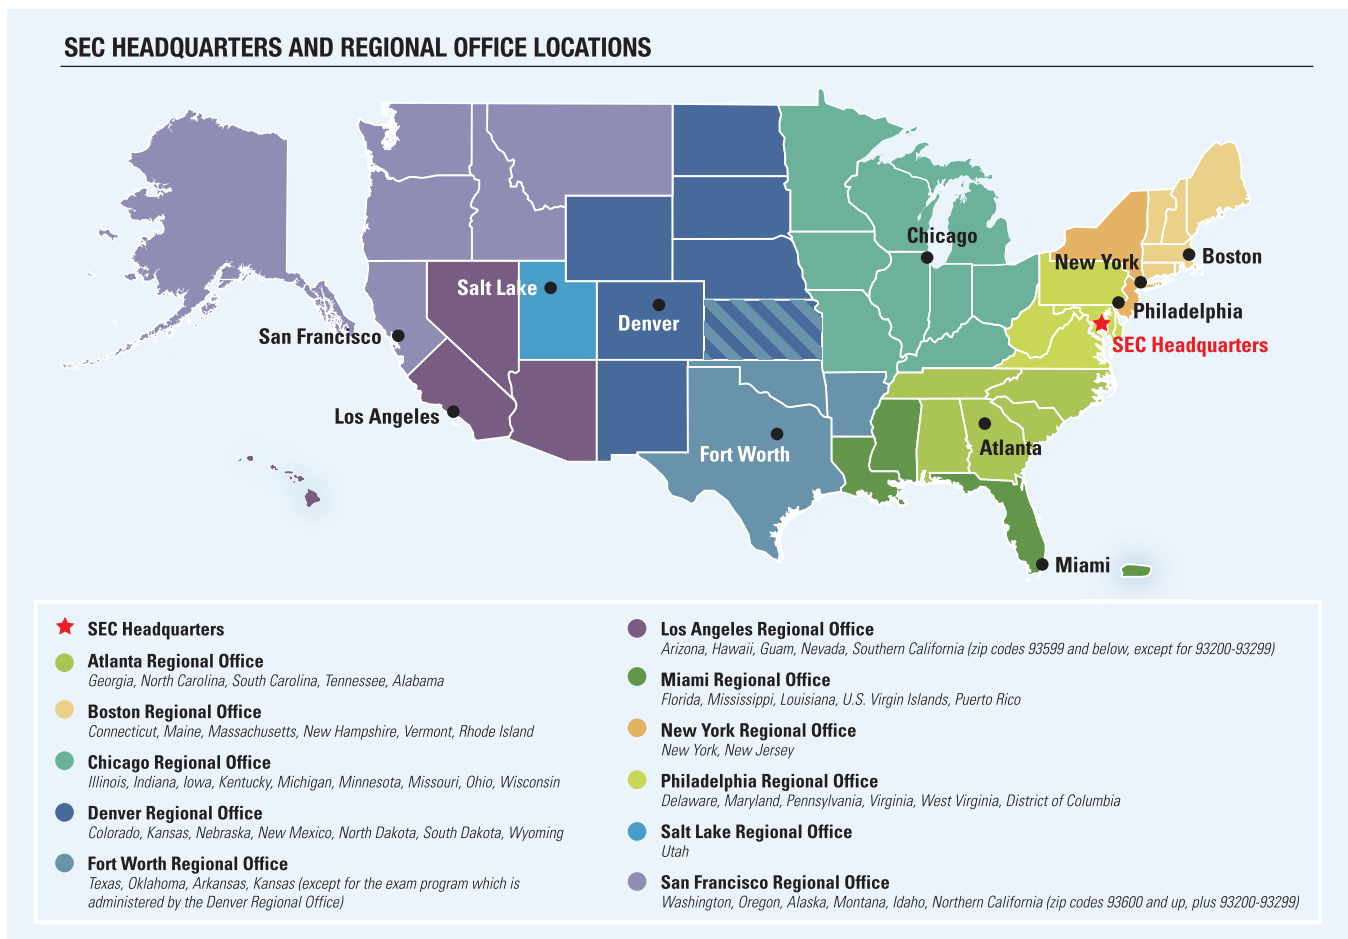 SEC HEADQUARTERS AND REGIONAL OFFICE LOCATIONS
Chicago
Boston
New York
Salt Lake
Philadelphia
Denver
San Francisco
SEC Headquarters
Los Angeles
Atlanta
Fort Worth
Miami
SEC Headquarters
Atlanta Regional Office
Georgia, North Carolina, South Carolina, Tennessee, Alabama
Boston Regional Office
Connecticut, Maine, Massachusetts, New Hampshire, Vermont, Rhode Island
Chicago Regional Office
Illinois, Indiana, Iowa, Kentucky, Michigan, Minnesota, Missouri, Ohio, Wisconsin
Denver Regional Office
Colorado, Kansas, Nebraska, New Mexico, North Dakota, South Dakota, Wyoming
Fort Worth Regional Office
Texas, Oklahoma, Arkansas, Kansas (except for the exam program which is
administered by the Denver Regional Office)
Los Angeles Regional Office
Arizona, Hawaii, Guam, Nevada, Southern California (zip codes 93599 and below, except for 93200-93299)
Miami Regional Office
Florida, Mississippi, Louisiana, U.S. Virgin Islands, Puerto Rico
New York Regional Office
New York, New Jersey
Philadelphia Regional Office
Delaware, Maryland, Pennsylvania, Virginia, West Virginia, District of Columbia
Salt Lake Regional Office
Utah
San Francisco Regional Office
Washington, Oregon, Alaska, Montana, Idaho, Northern California (zip codes 93600 and up, plus 93200-93299)